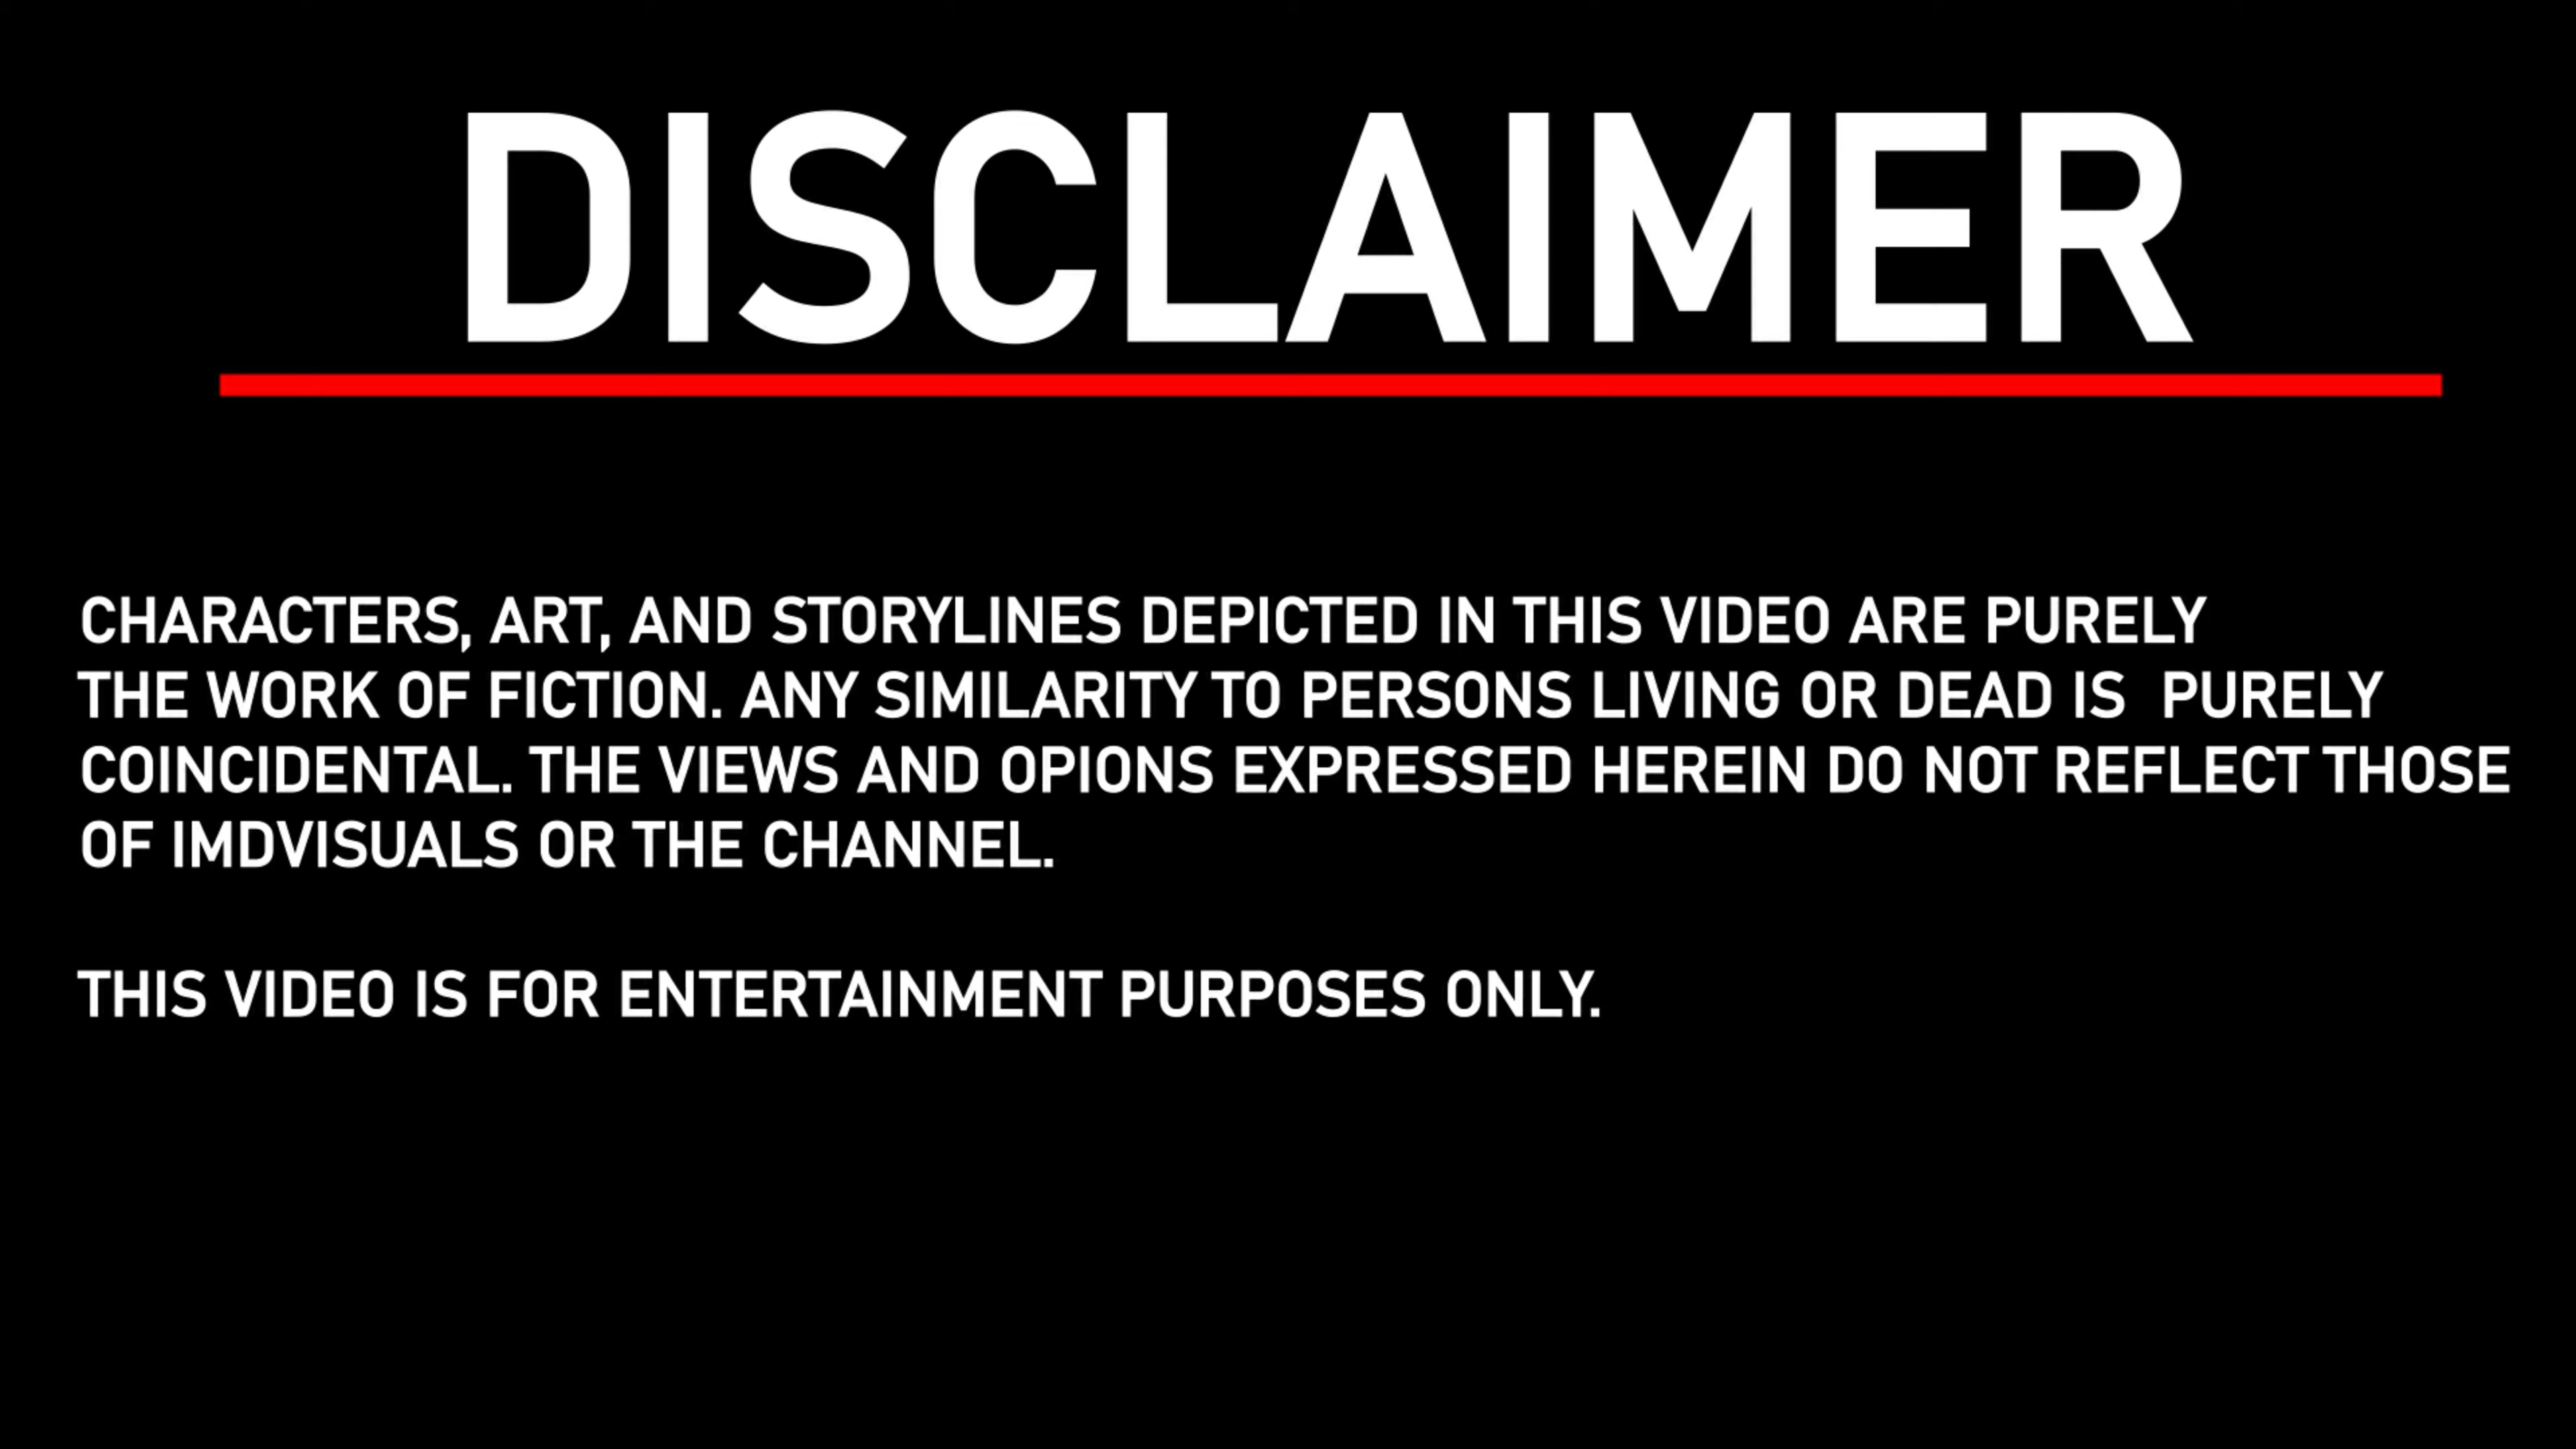 DISCLAIMER
CHARACTERS, ART, AND STORYLINES DEPICTED IN THIS VIDEO ARE PURELY
THE WORK OF FICTION. ANY SIMILARITY TO PERSONS LIVING OR DEAD IS  PURELY
COINCIDENTAL. THE VIEWS AND OPIONS EXPRESSED HEREIN DO NOT REFLECT THOSE
OF IMDVISUALS OR THE CHANNEL.
THIS VIDEO IS FOR ENTERTAINMENT PURPOSES ONLY.